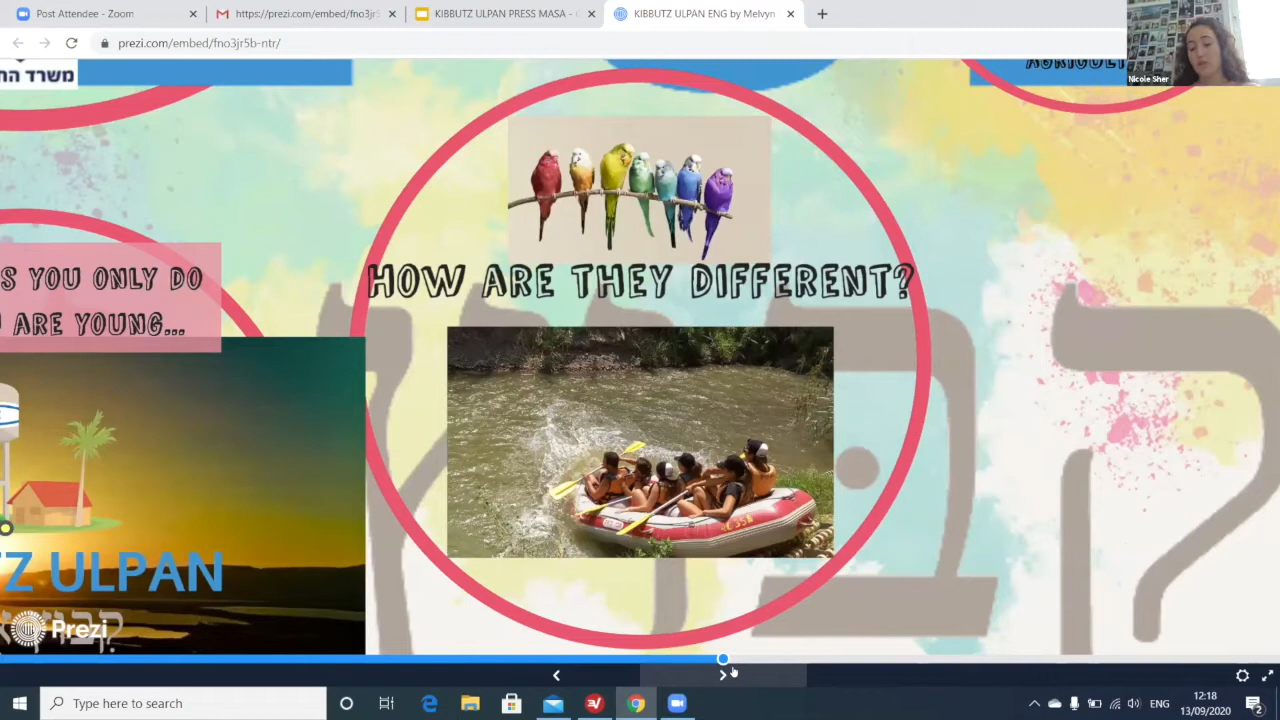 Post Attendee - Zoom
https://prezi.com/embed/fno3jr5
KIBBUTZ ULPAN PRESS MASA -
KIBBUTZ ULPAN ENG by Melvyn
prezi.com/embed/fno3jr5b-ntr/
Nicole Sher
משרד הח
HOW ARE THEY DIFFERENT?
S YOU ONLY DO
ARE YOUNG...
Z ULPAN
Prezi
Type here to search
ENG
12:18
13/09/2020
2